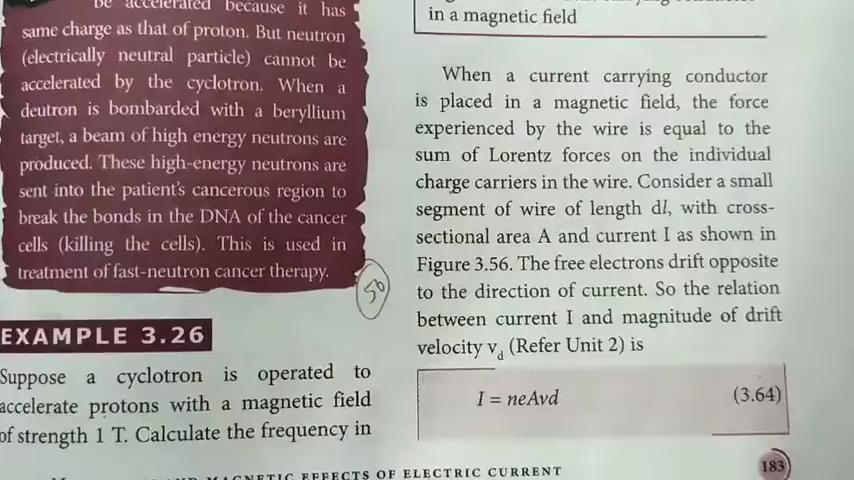 be accelerated because it has
same charge as that of proton. But neutron
(electrically neutral particle) cannot be
accelerated by the cyclotron. When a
deutron is bombarded with a beryllium
target, a beam of high energy neutrons are
produced. These high-energy neutrons are
sent into the patient's cancerous region to
break the bonds in the DNA of the cancer
cells (killing the cells). This is used in
treatment of fast-neutron cancer therapy.
50
EXAMPLE 3.26
Suppose a cyclotron is operated to
accelerate protons with a magnetic field
of strength 1 T. Calculate the frequency in
in a magnetic field
When a current carrying conductor
is placed in a magnetic field, the force
experienced by the wire is equal to the
sum of Lorentz forces on the individual
charge carriers in the wire. Consider a small
segment of wire of length dl, with cross-
sectional area A and current I as shown in
Figure 3.56. The free electrons drift opposite
to the direction of current. So the relation
between current I and magnitude of drift
velocity v_d (Refer Unit 2) is
I = neAvd (3.64)
MAGNETIC EFFECTS OF ELECTRIC CURRENT
183